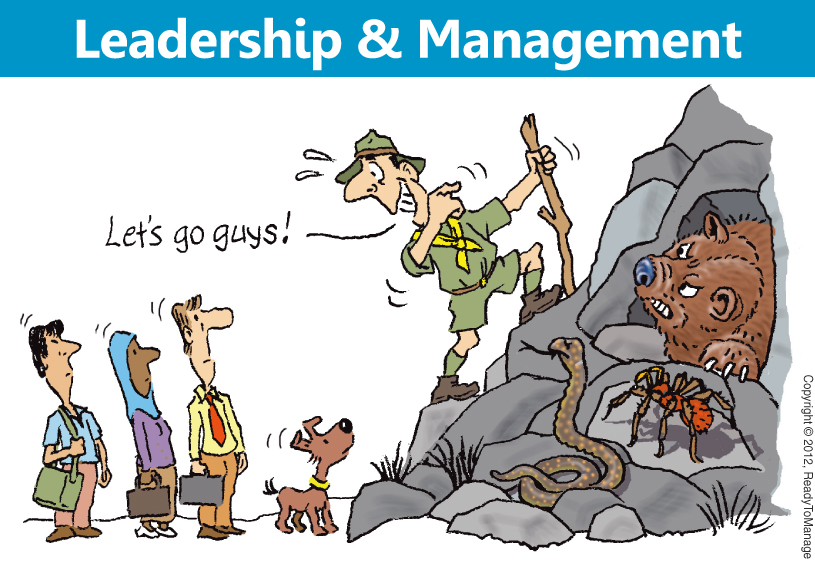 Leadership & Management
Let's go guys!
Copyright © 2012, ReadyToManage